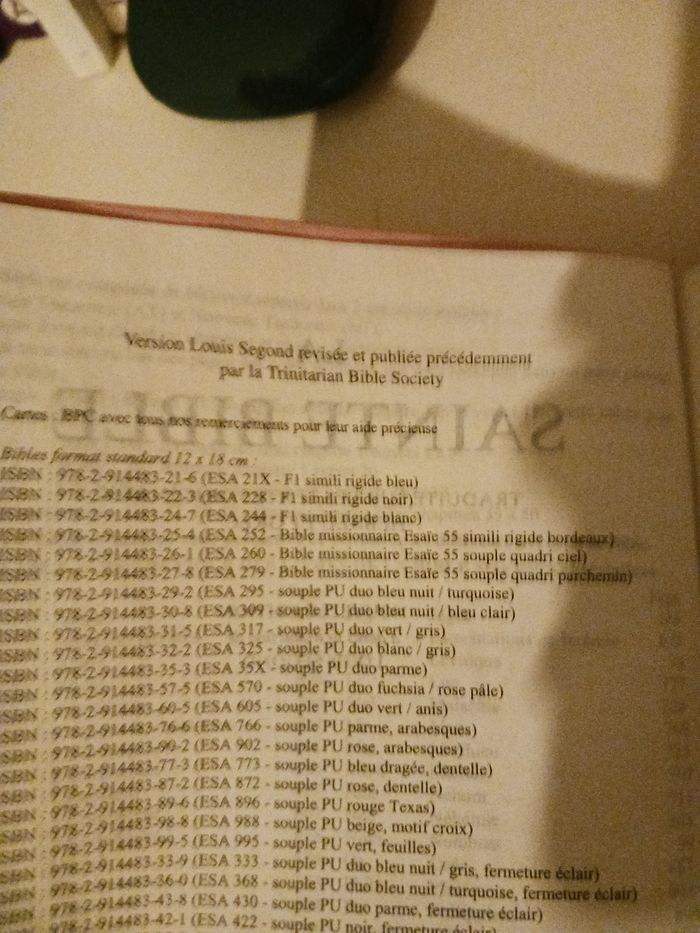 Version Louis Segond revisée et publiée précédemment
par la Trinitarian Bible Society
Cartes : BPC avec tous nos remerciements pour leur aide précieuse
Bibles format standard 12 x 18 cm :
ISBN : 978-2-914483-21-6 (ESA 21X - F1 simili rigide bleu)
ISBN : 978-2-914483-22-3 (ESA 228 - F1 simili rigide noir)
ISBN : 978-2-914483-24-7 (ESA 244 - F1 simili rigide blanc)
ISBN : 978-2-914483-25-4 (ESA 252 - Bible missionnaire Esaïe 55 simili rigide bordeaux)
ISBN : 978-2-914483-26-1 (ESA 260 - Bible missionnaire Esaïe 55 souple quadri ciel)
ISBN : 978-2-914483-27-8 (ESA 279 - Bible missionnaire Esaïe 55 souple quadri parchemin)
ISBN : 978-2-914483-29-2 (ESA 295 - souple PU duo bleu nuit / turquoise)
ISBN : 978-2-914483-30-8 (ESA 309 - souple PU duo bleu nuit / bleu clair)
ISBN : 978-2-914483-31-5 (ESA 317 - souple PU duo vert / gris)
ISBN : 978-2-914483-32-2 (ESA 325 - souple PU duo blanc / gris)
ISBN : 978-2-914483-35-3 (ESA 35X - souple PU duo parme)
ISBN : 978-2-914483-57-5 (ESA 570 - souple PU duo fuchsia / rose pâle)
ISBN : 978-2-914483-60-5 (ESA 605 - souple PU duo vert / anis)
ISBN : 978-2-914483-76-6 (ESA 766 - souple PU parme, arabesques)
ISBN : 978-2-914483-90-2 (ESA 902 - souple PU rose, arabesques)
ISBN : 978-2-914483-77-3 (ESA 773 - souple PU bleu dragée, dentelle)
ISBN : 978-2-914483-87-2 (ESA 872 - souple PU rose, dentelle)
ISBN : 978-2-914483-89-6 (ESA 896 - souple PU rouge Texas)
ISBN : 978-2-914483-98-8 (ESA 988 - souple PU beige, motif croix)
ISBN : 978-2-914483-99-5 (ESA 995 - souple PU vert, feuilles)
ISBN : 978-2-914483-33-9 (ESA 333 - souple PU duo bleu nuit / gris, fermeture éclair)
ISBN : 978-2-914483-36-0 (ESA 368 - souple PU duo bleu nuit / turquoise, fermeture éclair)
ISBN : 978-2-914483-43-8 (ESA 430 - souple PU duo parme, fermeture éclair)
978-2-914483-42-1 (ESA 422 - souple PU noir, fermeture éclair)